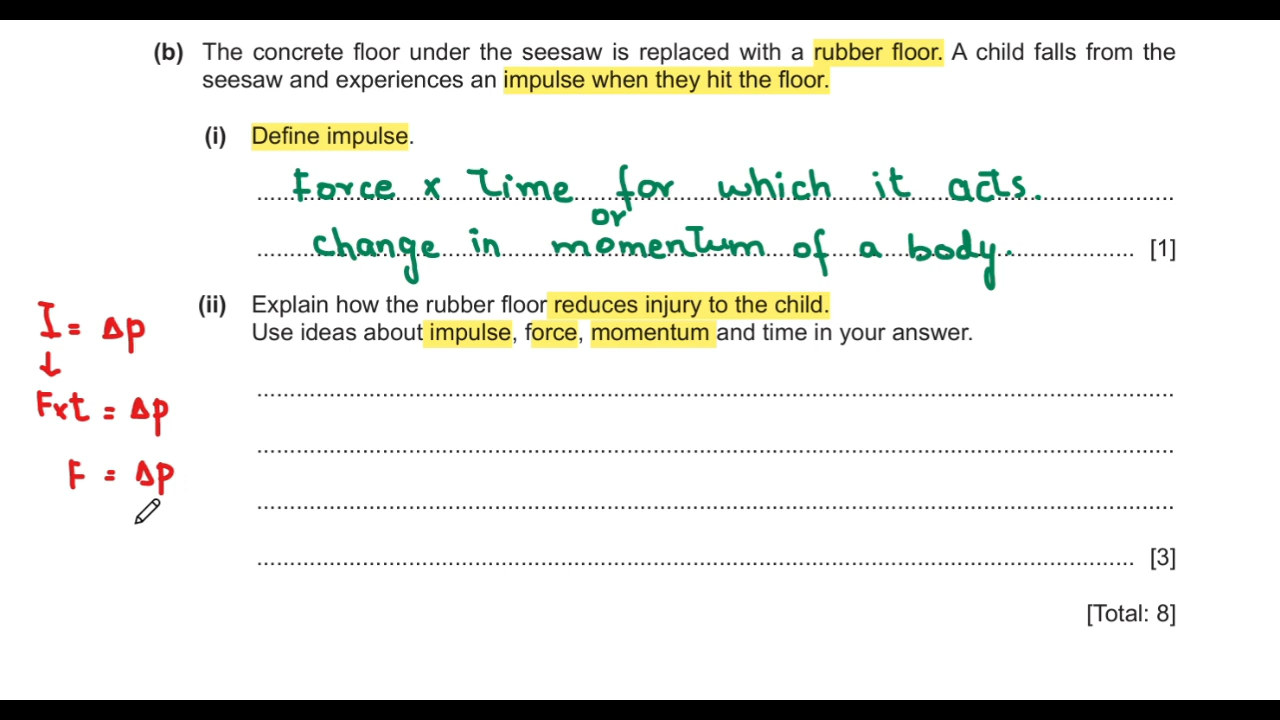 (b) The concrete floor under the seesaw is replaced with a rubber floor. A child falls from the
seesaw and experiences an impulse when they hit the floor.
(i) Define impulse.
Force x Time for which it acts.
or
change in momentum of a body. [1]
(ii) Explain how the rubber floor reduces injury to the child.
Use ideas about impulse, force, momentum and time in your answer.
I = Δp
↓
Fxt = Δp
F = Δp
[3]
[Total: 8]